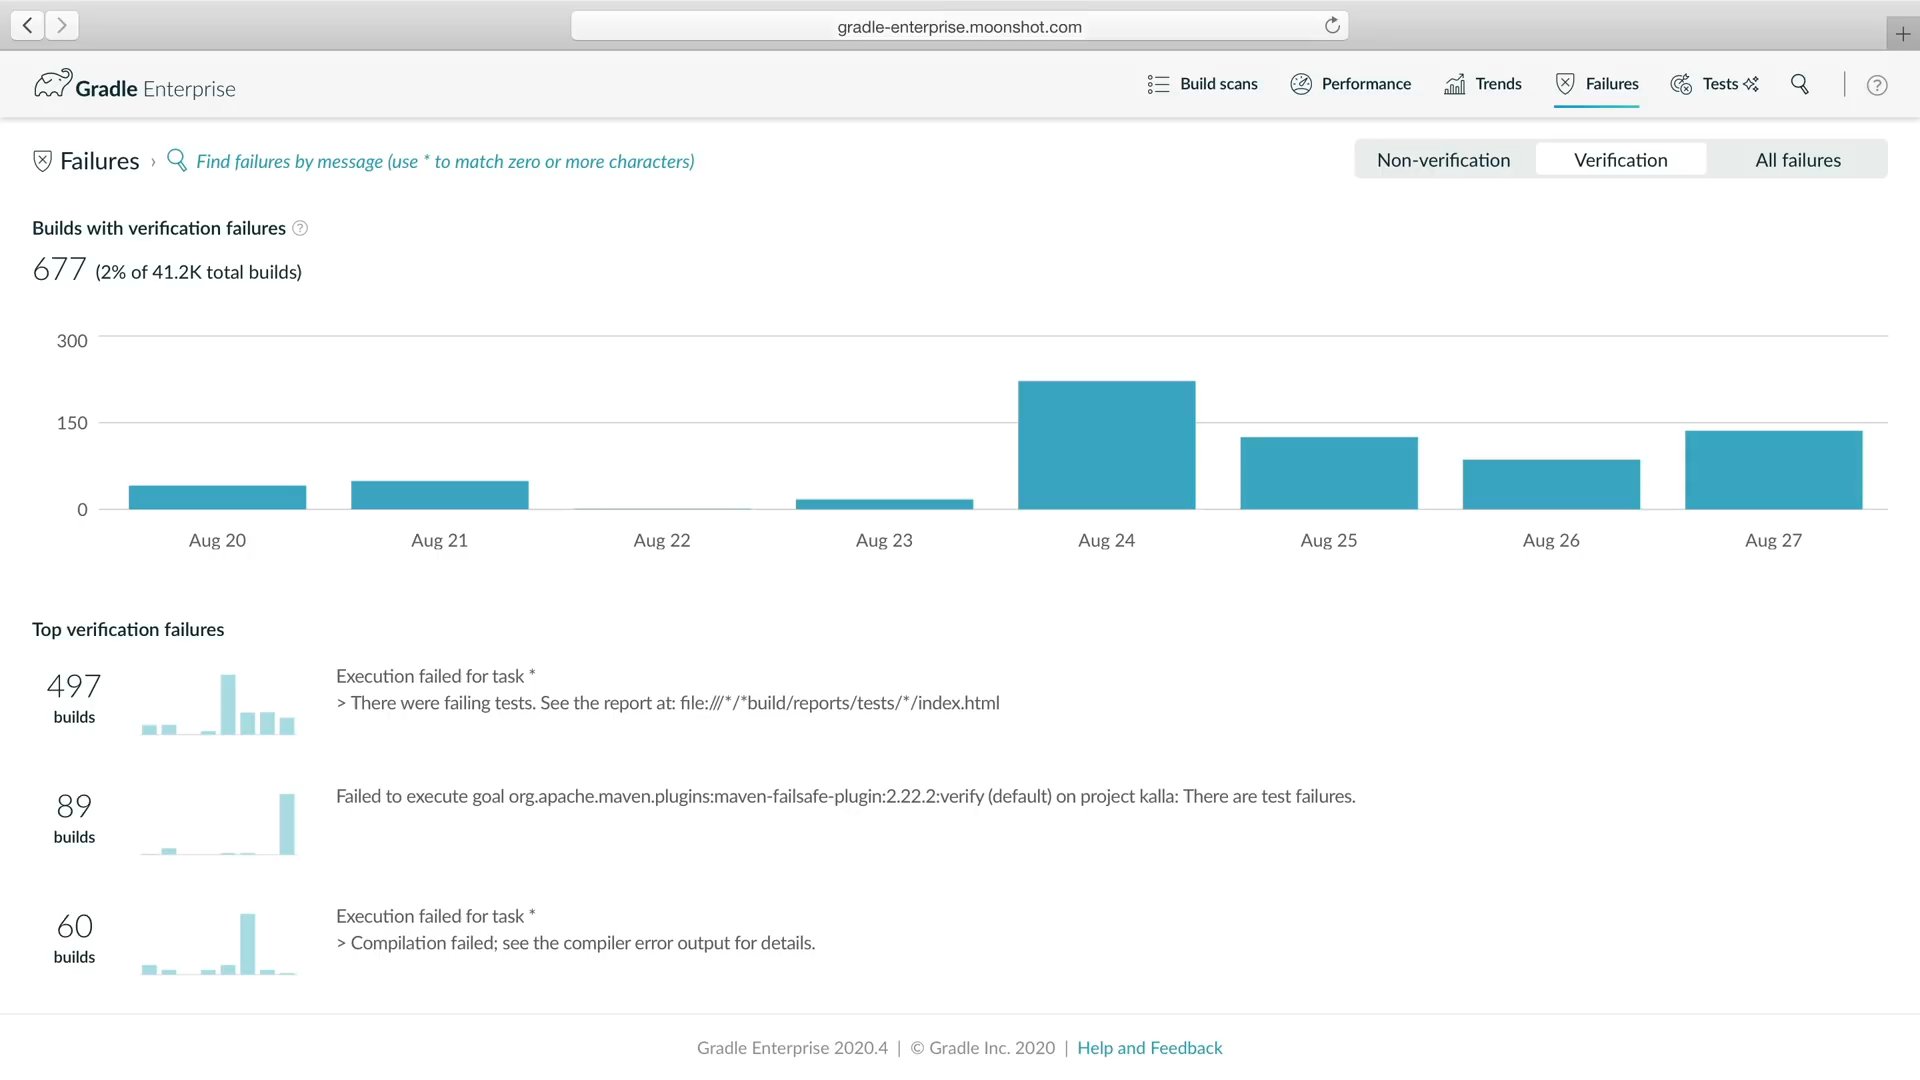 gradle-enterprise.moonshot.com
Gradle Enterprise
Build scans
Performance
Trends
Failures
Tests
Failures › Find failures by message (use * to match zero or more characters)
Non-verification
Verification
All failures
Builds with verification failures ?
677 (2% of 41.2K total builds)
300
150
0
Aug 20
Aug 21
Aug 22
Aug 23
Aug 24
Aug 25
Aug 26
Aug 27
Top verification failures
497
builds
Execution failed for task *
> There were failing tests. See the report at: file:///*/*build/reports/tests/*/index.html
89
builds
Failed to execute goal org.apache.maven.plugins:maven-failsafe-plugin:2.22.2:verify (default) on project kalla: There are test failures.
60
builds
Execution failed for task *
> Compilation failed; see the compiler error output for details.
Gradle Enterprise 2020.4 | © Gradle Inc. 2020 | Help and Feedback